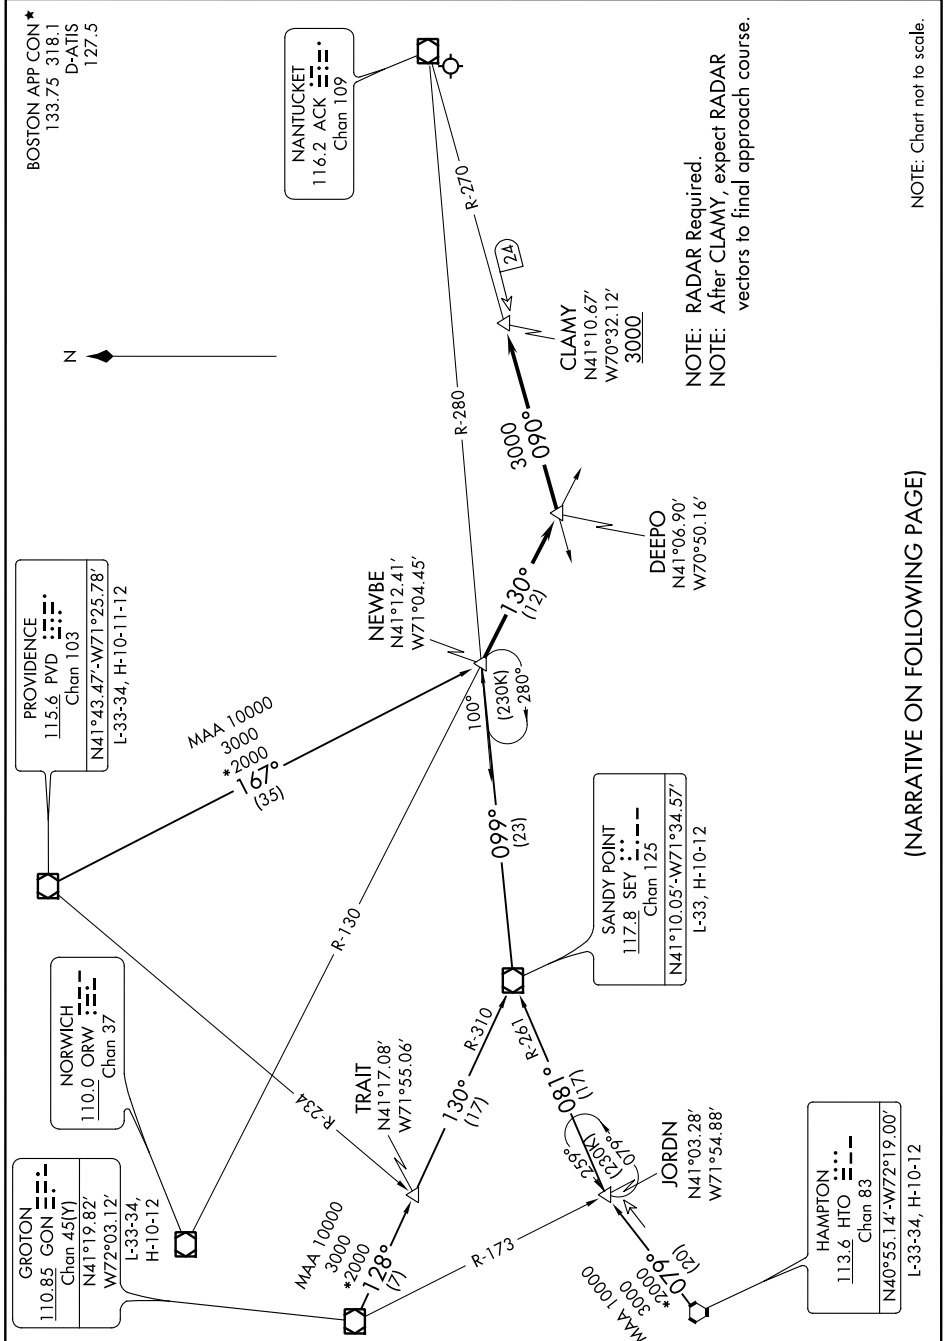 BOSTON APP CON★
133.75 318.1
D-ATIS
127.5
NANTUCKET
116.2 ACK
Chan 109
R-270
24
R-280
N
CLAMY
N41°10.67′
W70°32.12′
3000
NOTE: RADAR Required.
NOTE: After CLAMY, expect RADAR
vectors to final approach course.
NOTE: Chart not to scale.
3000
090°
DEEPO
N41°06.90′
W70°50.16′
130°
(12)
NEWBE
N41°12.41′
W71°04.45′
100°
(230K)
280°
PROVIDENCE
115.6 PVD
Chan 103
N41°43.47′-W71°25.78′
L-33-34, H-10-11-12
MAA 10000
3000
*2000
167°
(35)
099°
(23)
SANDY POINT
117.8 SEY
Chan 125
N41°10.05′-W71°34.57′
L-33, H-10-12
R-130
NORWICH
110.0 ORW
Chan 37
R-234
TRAIT
N41°17.08′
W71°55.06′
R-310
130°
(17)
R-261
081°
(17)
259°
(230K)
079°
JORDN
N41°03.28′
W71°54.88′
GROTON
110.85 GON
Chan 45(Y)
N41°19.82′
W72°03.12′
L-33-34,
H-10-12
MAA 10000
3000
*2000
128°
(7)
R-173
MAA 10000
3000
*2000
079°
(20)
HAMPTON
113.6 HTO
Chan 83
N40°55.14′-W72°19.00′
L-33-34, H-10-12
(NARRATIVE ON FOLLOWING PAGE)